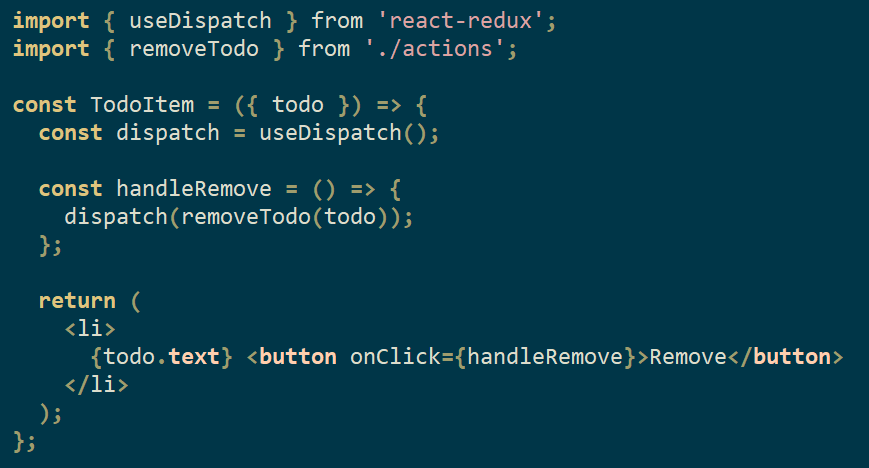 import { useDispatch } from 'react-redux';
import { removeTodo } from './actions';

const TodoItem = ({ todo }) => {
  const dispatch = useDispatch();

  const handleRemove = () => {
    dispatch(removeTodo(todo));
  };

  return (
    <li>
      {todo.text} <button onClick={handleRemove}>Remove</button>
    </li>
  );
};